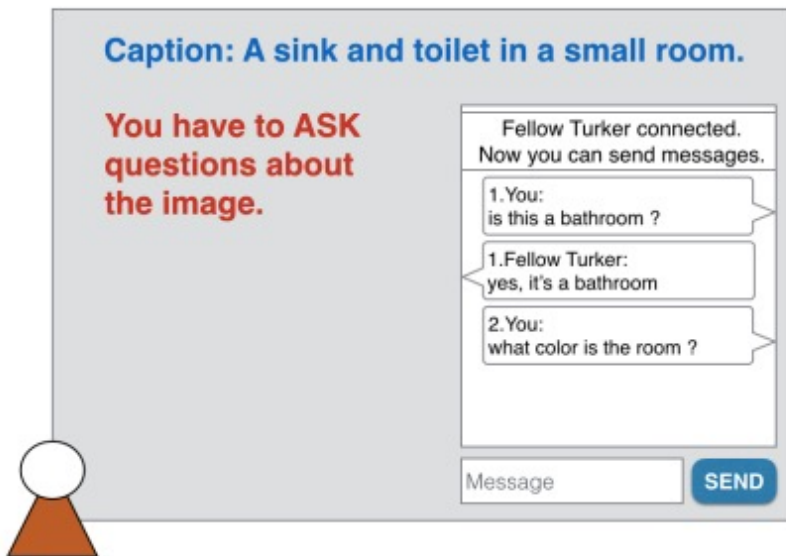 Caption: A sink and toilet in a small room.
You have to ASK
questions about
the image.
Fellow Turker connected.
Now you can send messages.
1.You:
is this a bathroom ?
1.Fellow Turker:
yes, it's a bathroom
2.You:
what color is the room ?
Message
SEND